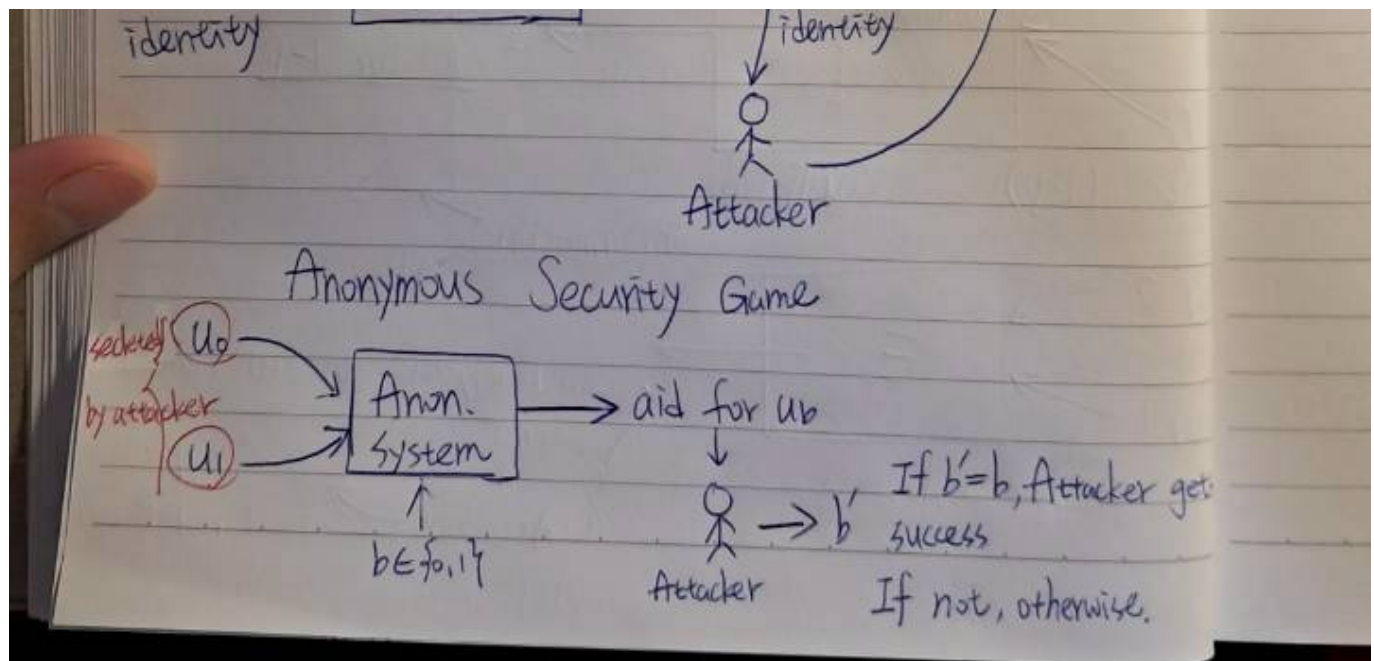 identity
identity
Attacker
Anonymous Security Game
U₀
by attacker
U₁
Anon.
system
b∈{0,1}
aid for ub
Attacker
b′
If b′=b, Attacker get
success
If not, otherwise.